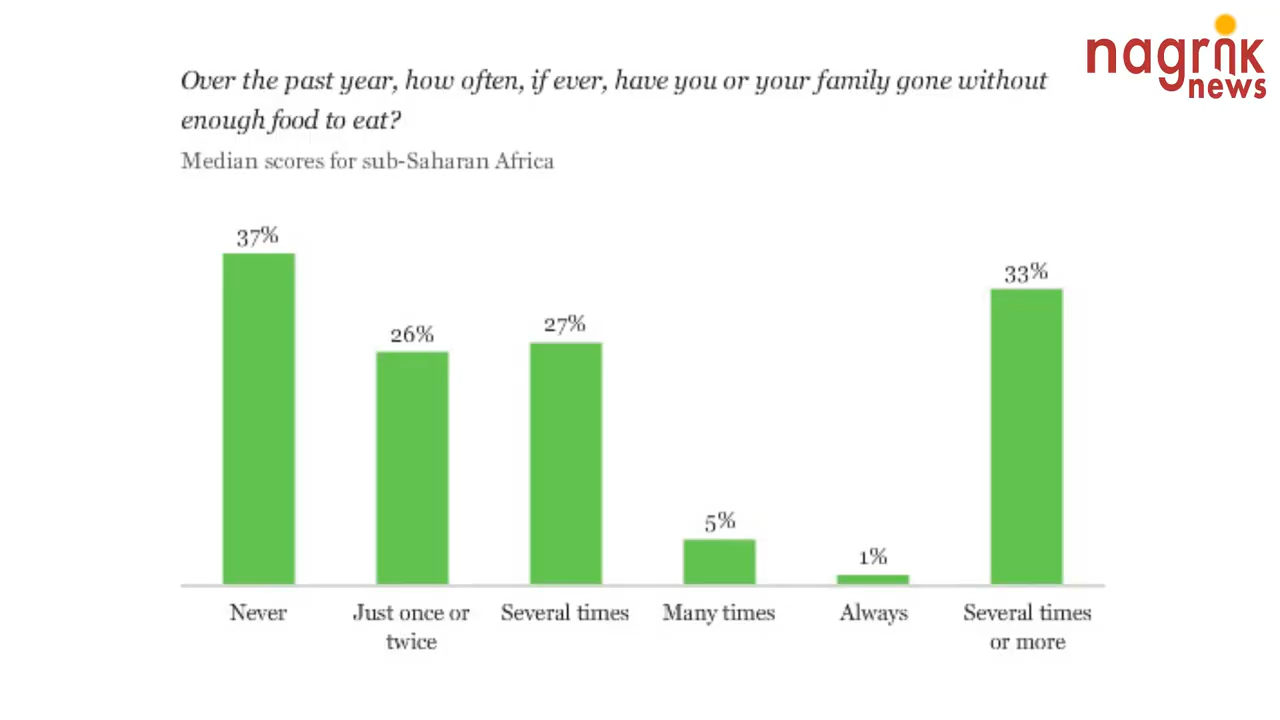 nagrık
news
Over the past year, how often, if ever, have you or your family gone without
enough food to eat?
Median scores for sub-Saharan Africa
37%
26%
27%
5%
1%
33%
Never
Just once or
twice
Several times
Many times
Always
Several times
or more